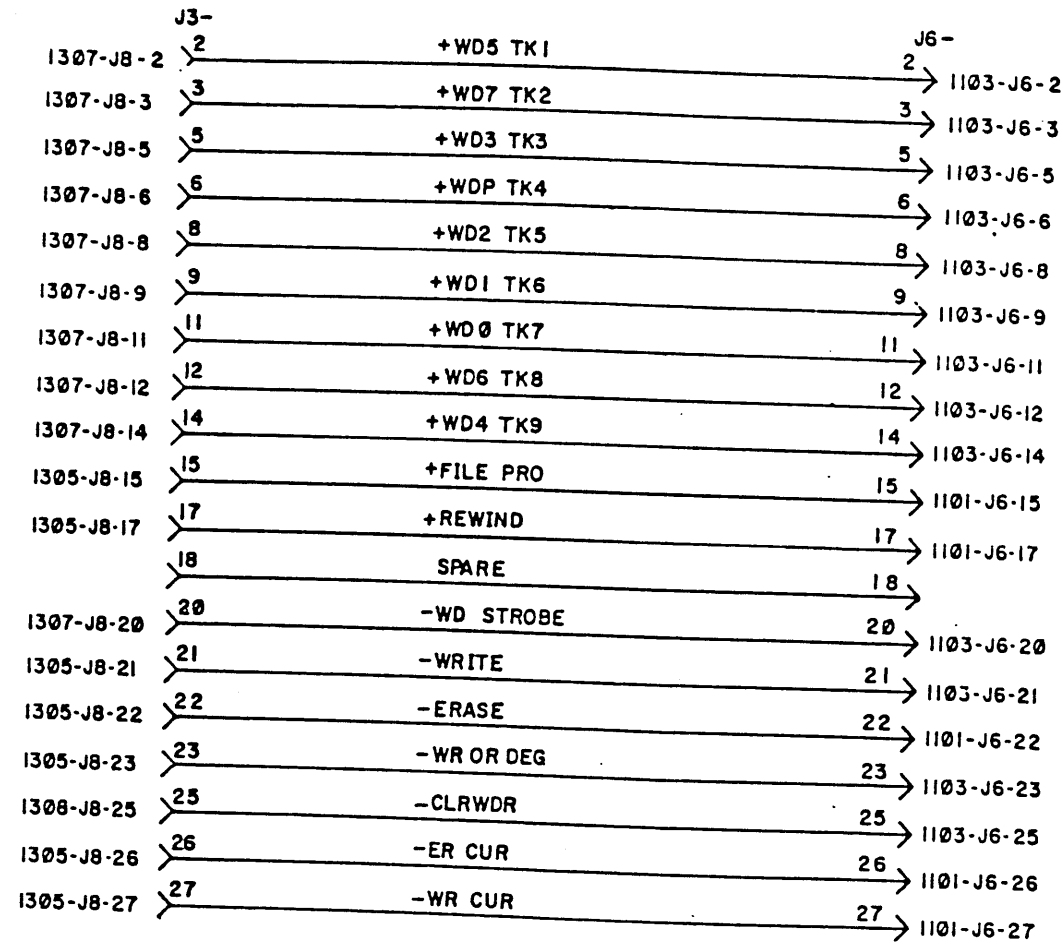 J3-
J6-
1307-J8-2 2 +WD5 TK1 2 1103-J6-2
1307-J8-3 3 +WD7 TK2 3 1103-J6-3
1307-J8-5 5 +WD3 TK3 5 1103-J6-5
1307-J8-6 6 +WDP TK4 6 1103-J6-6
1307-J8-8 8 +WD2 TK5 8 1103-J6-8
1307-J8-9 9 +WD1 TK6 9 1103-J6-9
1307-J8-11 11 +WD0 TK7 11 1103-J6-11
1307-J8-12 12 +WD6 TK8 12 1103-J6-12
1307-J8-14 14 +WD4 TK9 14 1103-J6-14
1305-J8-15 15 +FILE PRO 15 1101-J6-15
1305-J8-17 17 +REWIND 17 1101-J6-17
18 SPARE 18
1307-J8-20 20 -WD STROBE 20 1103-J6-20
1305-J8-21 21 -WRITE 21 1103-J6-21
1305-J8-22 22 -ERASE 22 1101-J6-22
1305-J8-23 23 -WR OR DEG 23 1103-J6-23
1308-J8-25 25 -CLRWDR 25 1103-J6-25
1305-J8-26 26 -ER CUR 26 1101-J6-26
1305-J8-27 27 -WR CUR 27 1101-J6-27